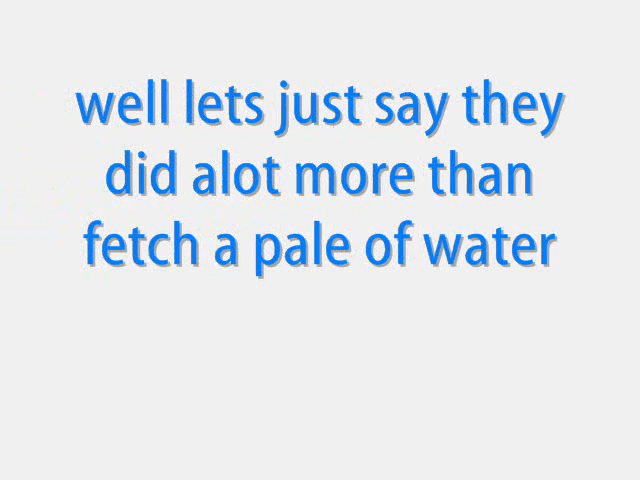 well lets just say they
did alot more than
fetch a pale of water